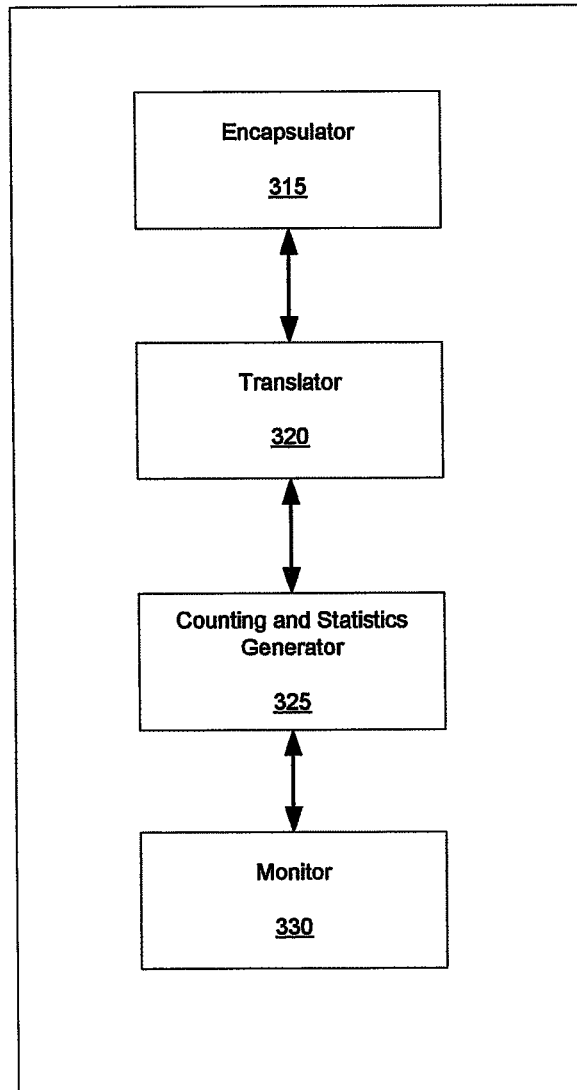 Encapsulator
315
Translator
320
Counting and Statistics
Generator
325
Monitor
330